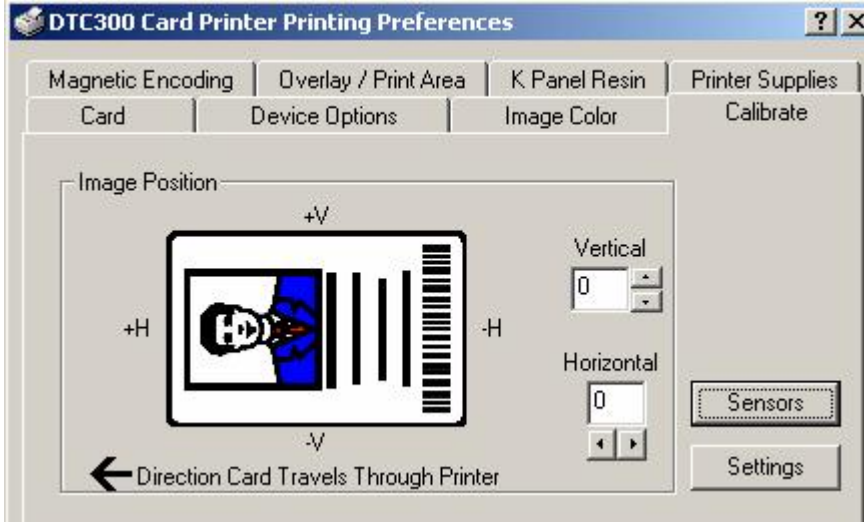 DTC300 Card Printer Printing Preferences
Magnetic Encoding Overlay / Print Area K Panel Resin Printer Supplies
Card Device Options Image Color Calibrate
Image Position
+V
Vertical
0
+H -H
Horizontal
0
Sensors
-V
Direction Card Travels Through Printer
Settings